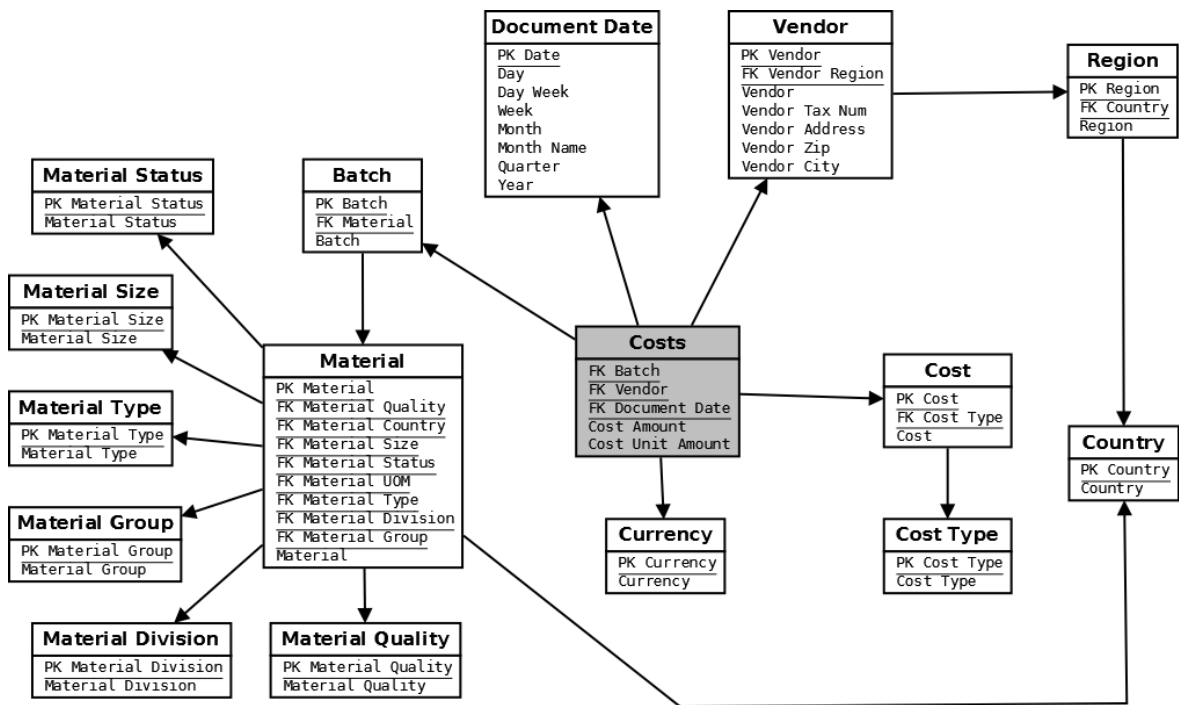 Document Date
PK Date
Day
Day Week
Week
Month
Month Name
Quarter
Year
Vendor
PK Vendor
FK Vendor Region
Vendor
Vendor Tax Num
Vendor Address
Vendor Zip
Vendor City
Region
PK Region
FK Country
Region
Material Status
PK Material Status
Material Status
Batch
PK Batch
FK Material
Batch
Material Size
PK Material Size
Material Size
Material
PK Material
FK Material Quality
FK Material Country
FK Material Size
FK Material Status
FK Material UOM
FK Material Type
FK Material Division
FK Material Group
Material
Costs
FK Batch
FK Vendor
FK Document Date
Cost Amount
Cost Unit Amount
Cost
PK Cost
FK Cost Type
Cost
Material Type
PK Material Type
Material Type
Country
PK Country
Country
Material Group
PK Material Group
Material Group
Currency
PK Currency
Currency
Cost Type
PK Cost Type
Cost Type
Material Division
PK Material Division
Material Division
Material Quality
PK Material Quality
Material Quality